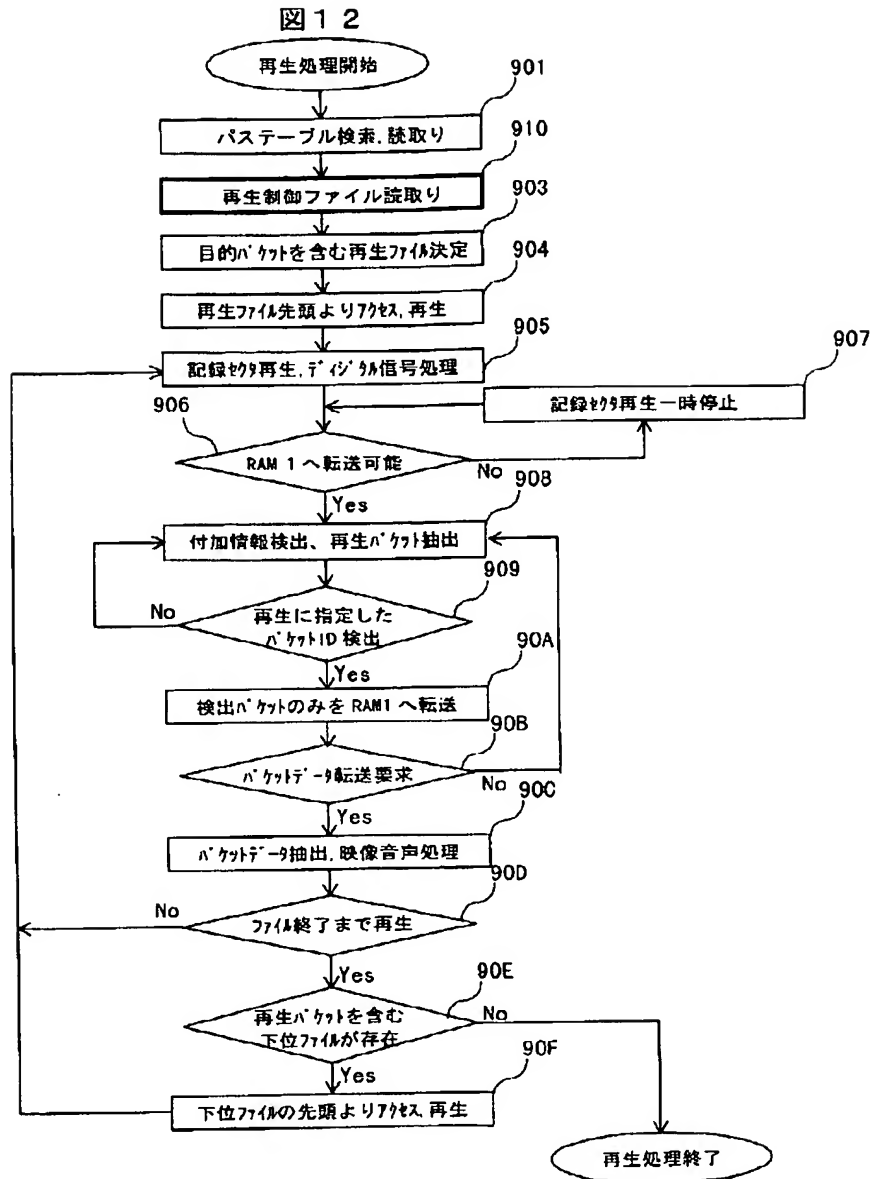 図12
再生処理開始
901
パステーブル検索,読取り
910
再生制御ファイル読取り
903
目的パケットを含む再生ファイル決定
904
再生ファイル先頭よりアクセス,再生
905
記録セクタ再生,ディジタル信号処理
907
記録セクタ再生一時停止
906
RAM 1へ転送可能
No
Yes
908
付加情報検出、再生パケット抽出
909
再生に指定した
パケットID検出
No
Yes
90A
検出パケットのみをRAM1へ転送
90B
パケットデータ転送要求
No
Yes
90C
パケットデータ抽出,映像音声処理
90D
ファイル終了まで再生
No
Yes
90E
再生パケットを含む
下位ファイルが存在
No
Yes
90F
下位ファイルの先頭よりアクセス,再生
再生処理終了